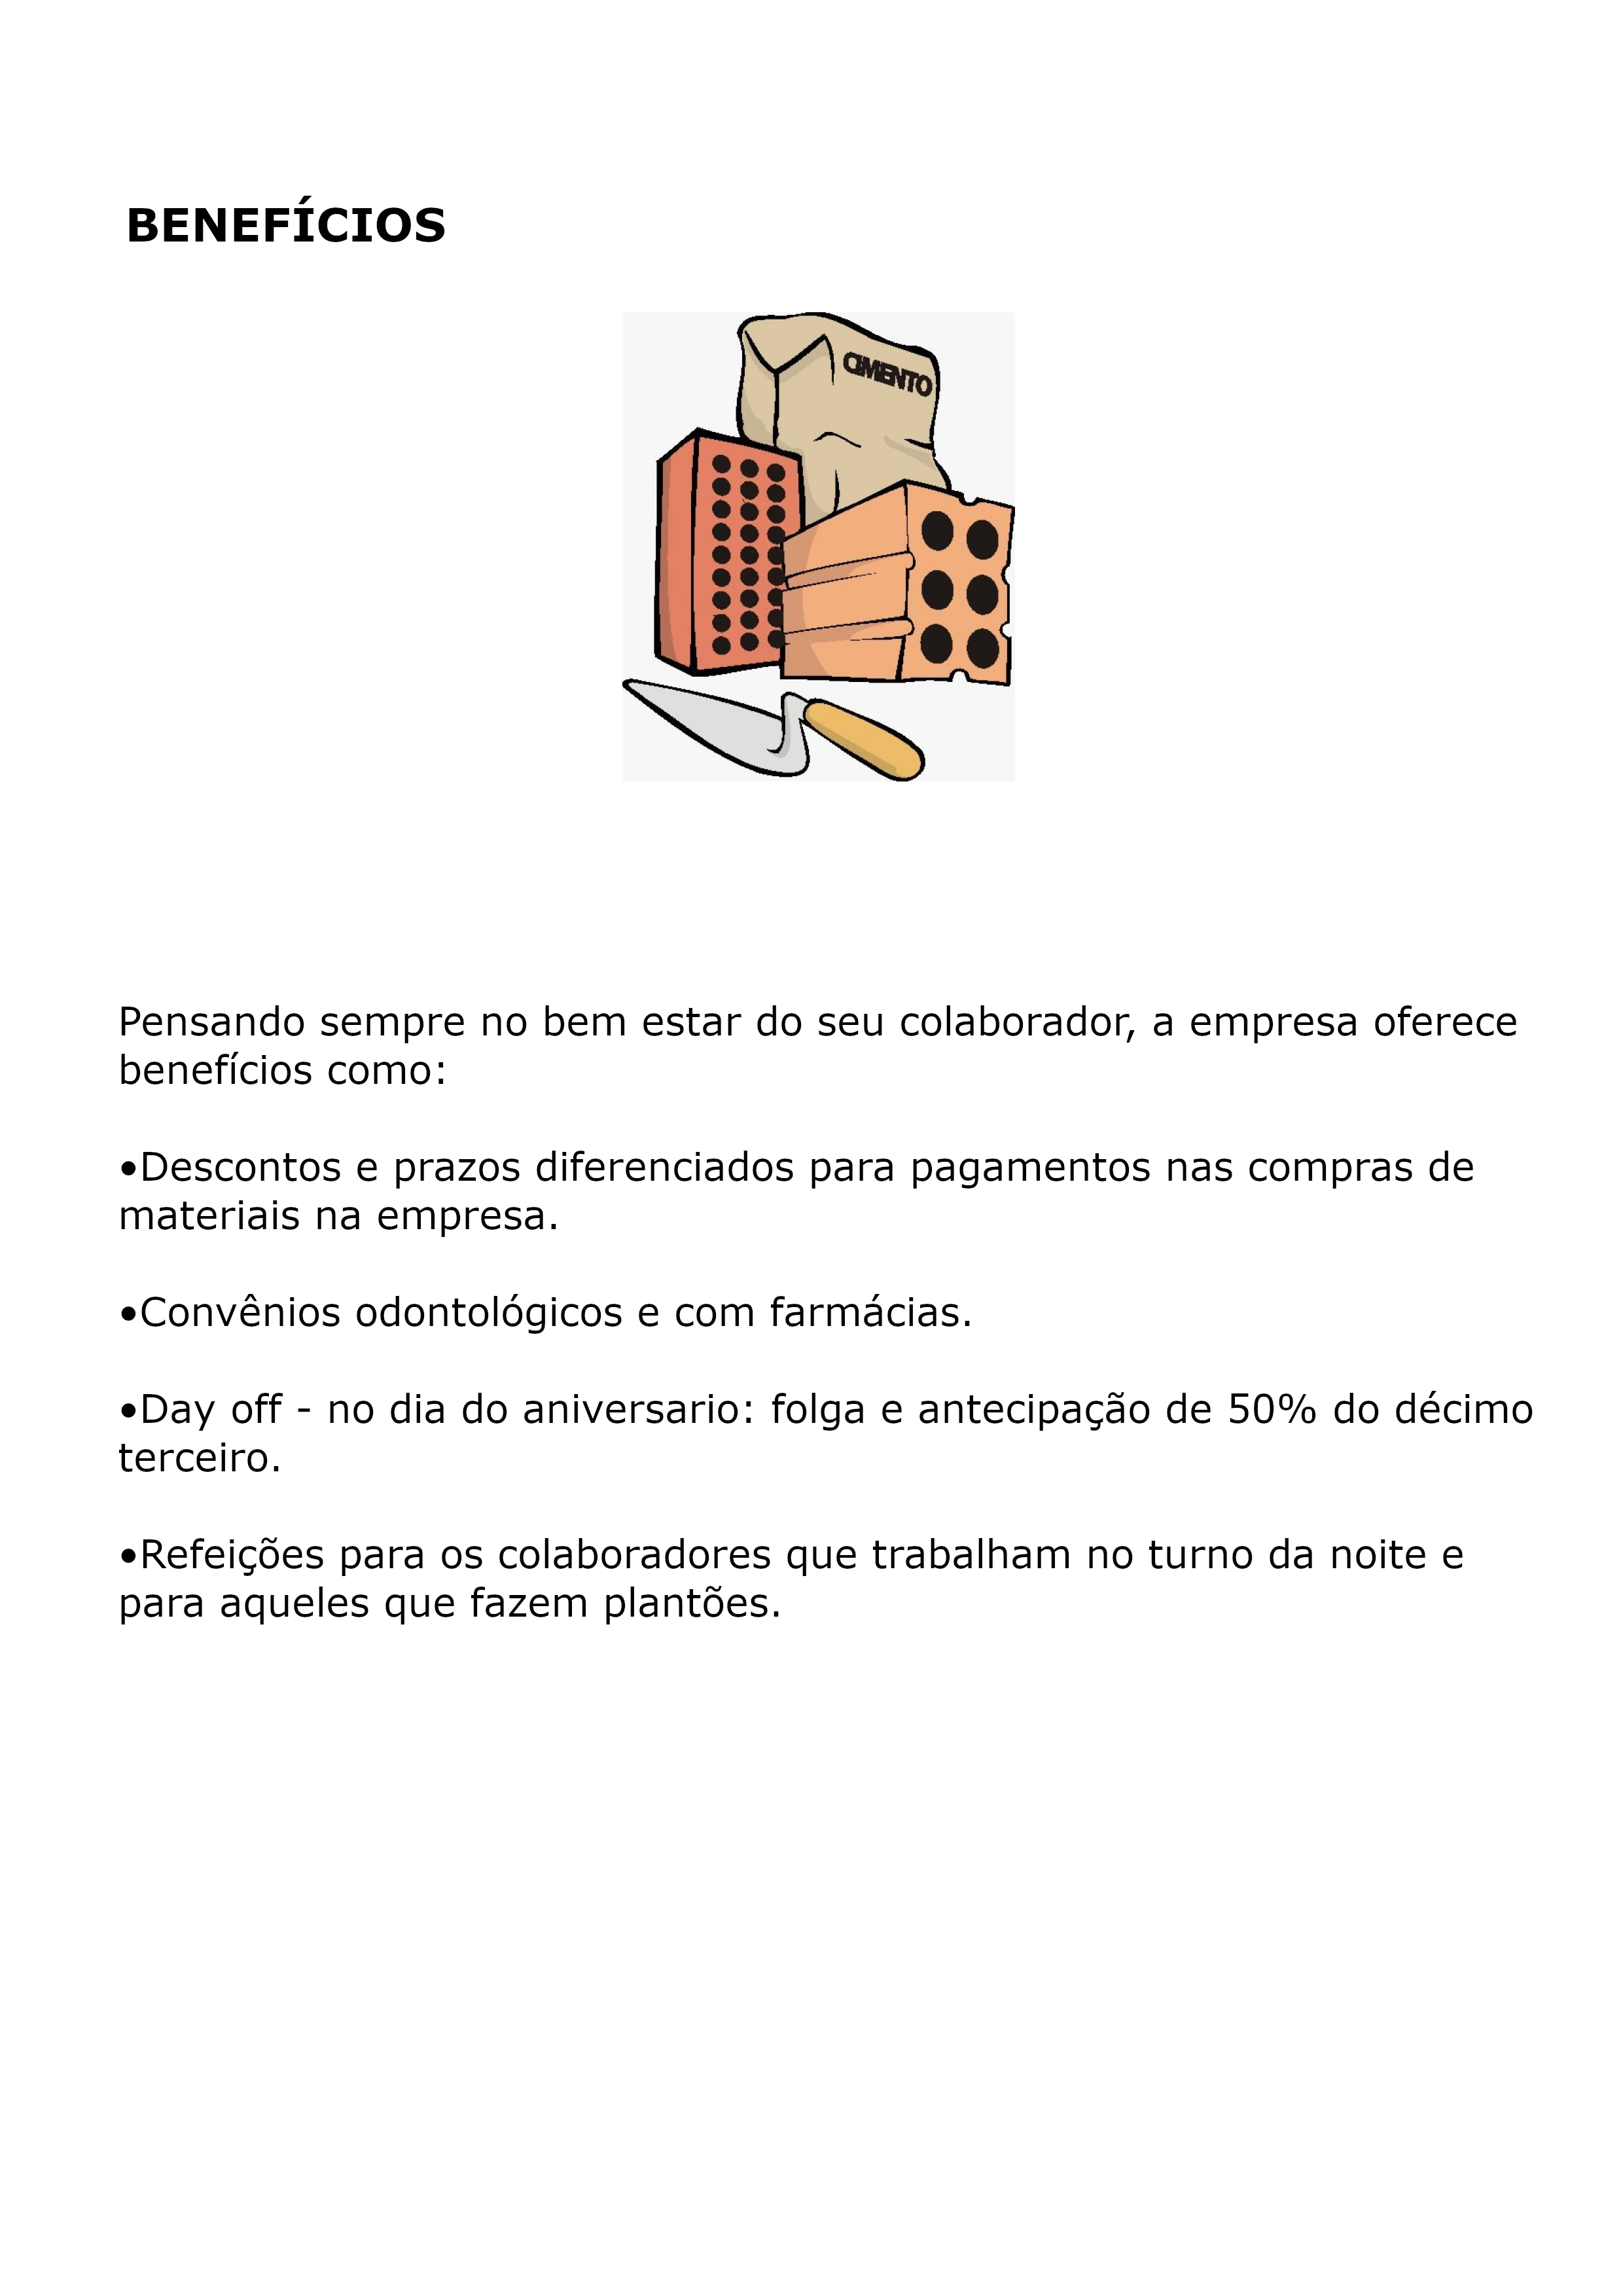 BENEFÍCIOS
CIMENTO
Pensando sempre no bem estar do seu colaborador, a empresa oferece
benefícios como:
•Descontos e prazos diferenciados para pagamentos nas compras de
materiais na empresa.
•Convênios odontológicos e com farmácias.
•Day off - no dia do aniversario: folga e antecipação de 50% do décimo
terceiro.
•Refeições para os colaboradores que trabalham no turno da noite e
para aqueles que fazem plantões.